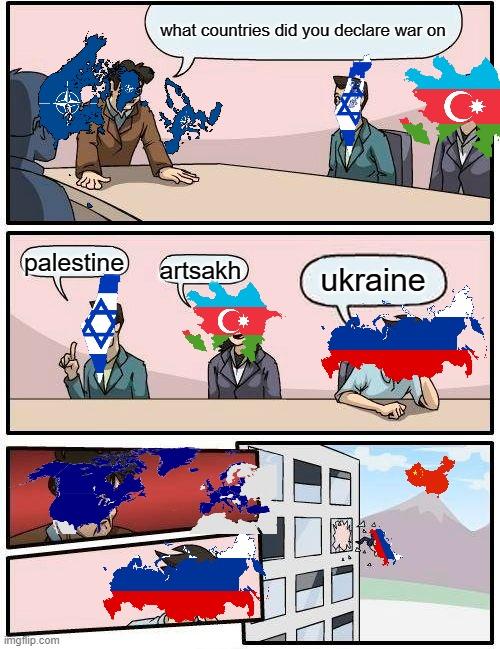 what countries did you declare war on
palestine
artsakh
ukraine
imgflip.com